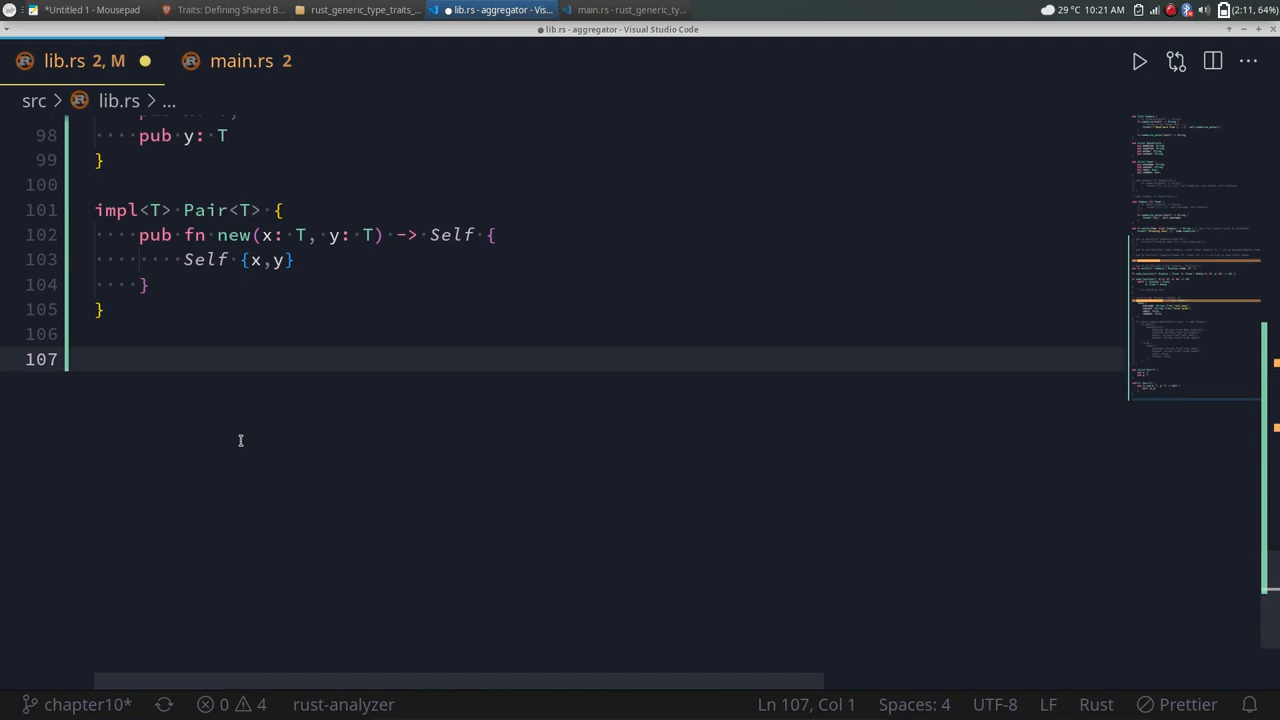 *Untitled 1 - Mousepad
Traits: Defining Shared B...
rust_generic_type_traits_...
● lib.rs - aggregator - Vis...
main.rs - rust_generic_ty...
29 °C 10:21 AM
(2:11, 64%)
● lib.rs - aggregator - Visual Studio Code
lib.rs 2, M
main.rs 2
src > lib.rs > ...
98 ····pub y: T
99 }
100
101 impl<T> Pair<T> {
102 ····pub fn new(x: T, y: T) -> Self {
103 ········Self {x,y}
104 ····}
105 }
106
107
chapter10*
0 4
rust-analyzer
Ln 107, Col 1
Spaces: 4
UTF-8
LF
Rust
Prettier